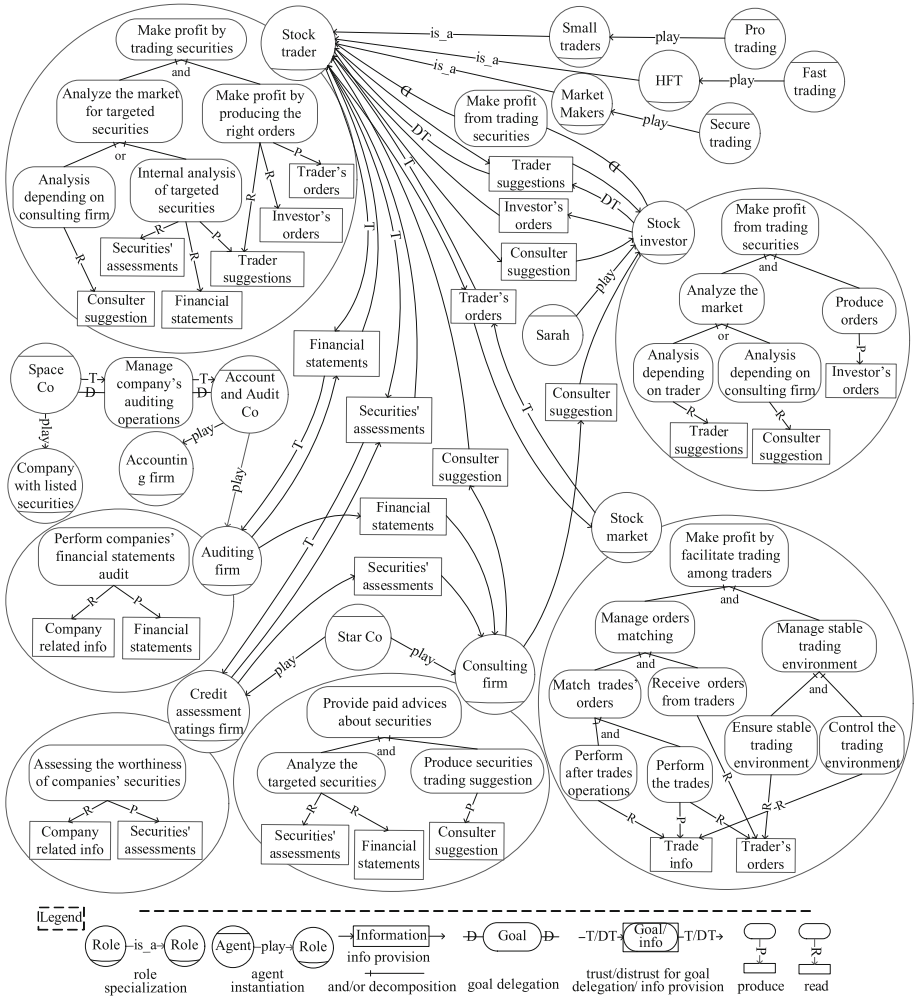 Make profit by
trading securities
and
Analyze the market
for targeted
securities
Make profit by
producing the
right orders
or
Analysis
depending on
consulting firm
Internal analysis
of targeted
securities
P
Trader's
orders
R
R
Investor's
orders
R
P
Securities'
assessments
R
Trader
suggestions
R
Consulter
suggestion
Financial
statements
Stock
trader
is_a
Small
traders
play
Pro
trading
is_a
HFT
play
Fast
trading
is_a
Market
Makers
play
Secure
trading
D
Make profit
from trading
securities
D
DT
Trader
suggestions
DT
T
Investor's
orders
Consulter
suggestion
Trader's
orders
T
Stock
investor
play
Sarah
Make profit
from trading
securities
and
Analyze the
market
Produce
orders
or
P
Analysis
depending
on trader
Analysis
depending on
consulting firm
Investor's
orders
R
R
Trader
suggestions
Consulter
suggestion
T
T
Financial
statements
Securities'
assessments
Consulter
suggestion
Consulter
suggestion
T
T
Space
Co
T
D
Manage
company's
auditing
operations
T
D
Account
and Audit
Co
play
play
play
Company
with listed
securities
Accountin
g firm
Auditing
firm
Perform companies'
financial statements
audit
R
P
Company
related info
Financial
statements
Financial
statements
Securities'
assessments
Star Co
play
play
Credit
assessment
ratings firm
Consulting
firm
Assessing the worthiness
of companies' securities
R
P
Company
related info
Securities'
assessments
Provide paid advices
about securities
and
Analyze the
targeted securities
Produce securities
trading suggestion
R
R
P
Securities'
assessments
Financial
statements
Consulter
suggestion
Stock
market
Make profit by
facilitate trading
among traders
and
Manage orders
matching
Manage stable
trading
environment
and
and
Match trades'
orders
Receive orders
from traders
and
Ensure stable
trading
environment
Control the
trading
environment
Perform
after trades
operations
Perform
the trades
R
R
R
R
P
R
Trade
info
Trader's
orders
Legend
Role
is_a
Role
role
specialization
Agent
play
Role
agent
instantiation
Information
info provision
and/or decomposition
D
Goal
D
goal delegation
T/DT
Goal/
info
T/DT
trust/distrust for goal
delegation/ info provision
P
produce
R
read